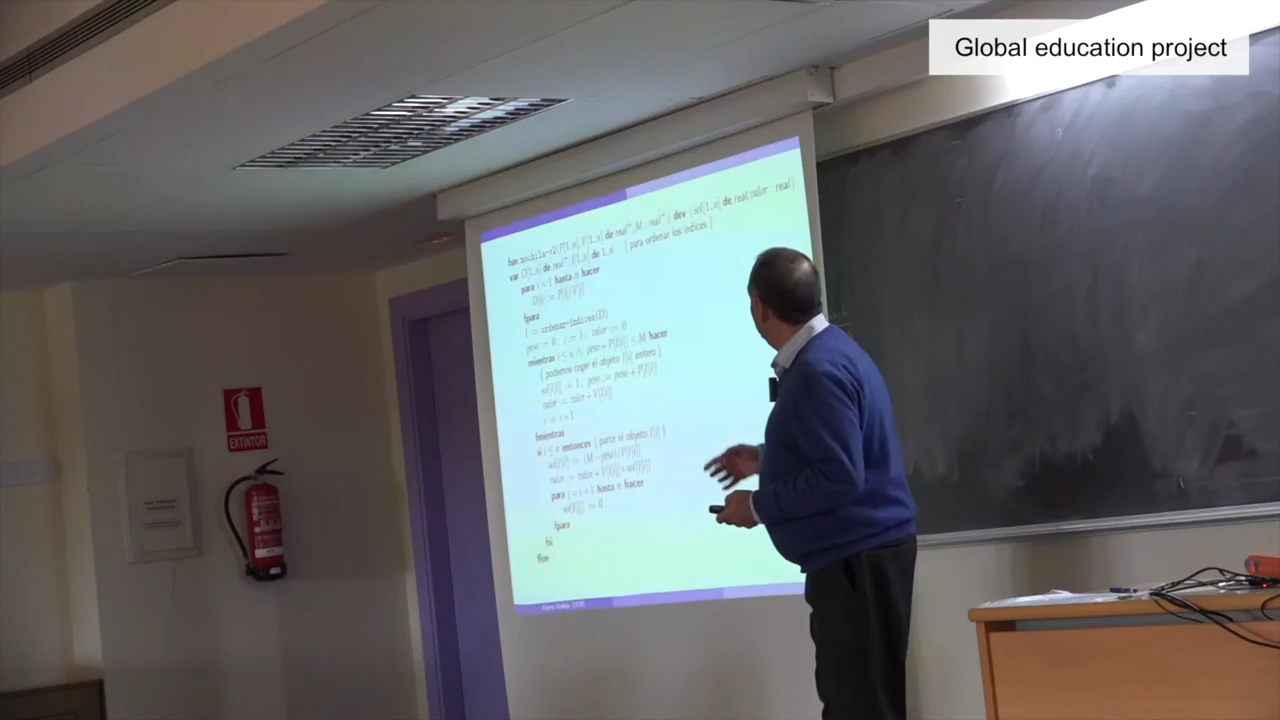 Global education project
fun mochila-v2(P[1..n], V[1..n] de real⁺, M : real⁺) dev (sol[1..n] de real, valor : real)
var D[1..n] de real⁺, I[1..n] de 1..n { para ordenar los índices }
para i = 1 hasta n hacer
D[i] := P[i]/V[i]
fpara
I := ordenar-índices(D)
peso := 0 ; i := 1 ; valor := 0
mientras i ≤ n ∧ peso + P[I[i]] ≤ M hacer
{ podemos coger el objeto I[i] entero }
sol[I[i]] := 1 ; peso := peso + P[I[i]]
valor := valor + V[I[i]]
i := i + 1
fmientras
si i ≤ n entonces { partir el objeto I[i] }
sol[I[i]] := (M − peso)/P[I[i]]
valor := valor + V[I[i]] * sol[I[i]]
para j = i + 1 hasta n hacer
sol[I[j]] := 0
fpara
fsi
ffun
(UCM)
EXTINTOR